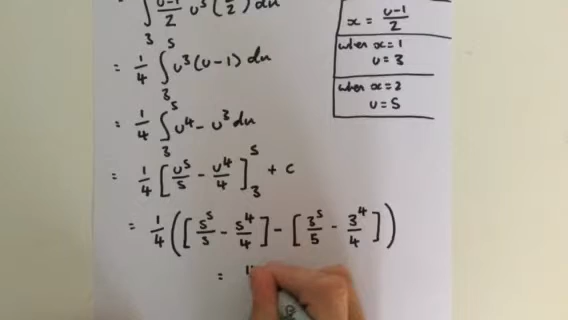 ∫₃⁵ (u-1)/2 u³ (1/2) du
= 1/4 ∫₃⁵ u³(u-1) du
= 1/4 ∫₃⁵ u⁴ - u³ du
= 1/4 [u⁵/5 - u⁴/4]₃⁵ + c
= 1/4 ([5⁵/5 - 5⁴/4] - [3⁵/5 - 3⁴/4])
=
x = (u-1)/2
when x=1
u=3
when x=2
u=5